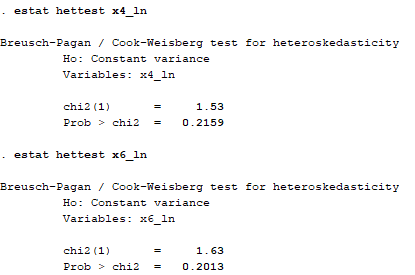 . estat hettest x4_ln
Breusch-Pagan / Cook-Weisberg test for heteroskedasticity
Ho: Constant variance
Variables: x4_ln
chi2(1) = 1.53
Prob > chi2 = 0.2159
. estat hettest x6_ln
Breusch-Pagan / Cook-Weisberg test for heteroskedasticity
Ho: Constant variance
Variables: x6_ln
chi2(1) = 1.63
Prob > chi2 = 0.2013